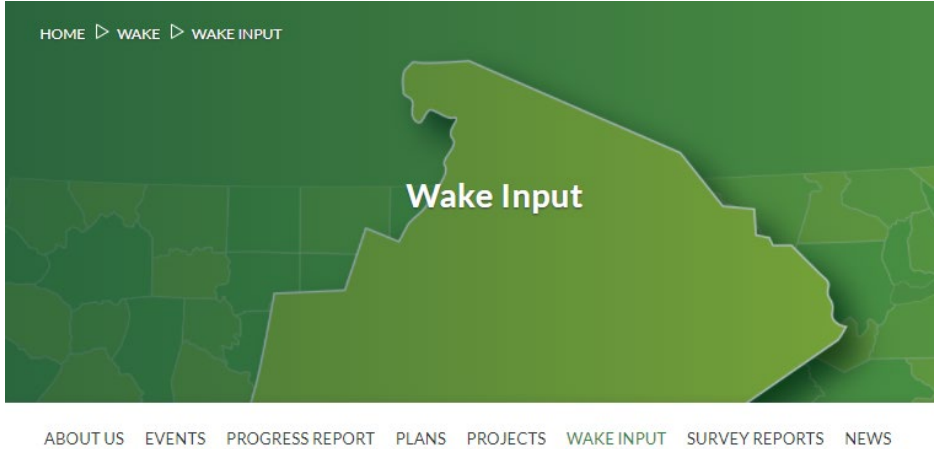 HOME ▷ WAKE ▷ WAKE INPUT
Wake Input
ABOUT US EVENTS PROGRESS REPORT PLANS PROJECTS WAKE INPUT SURVEY REPORTS NEWS